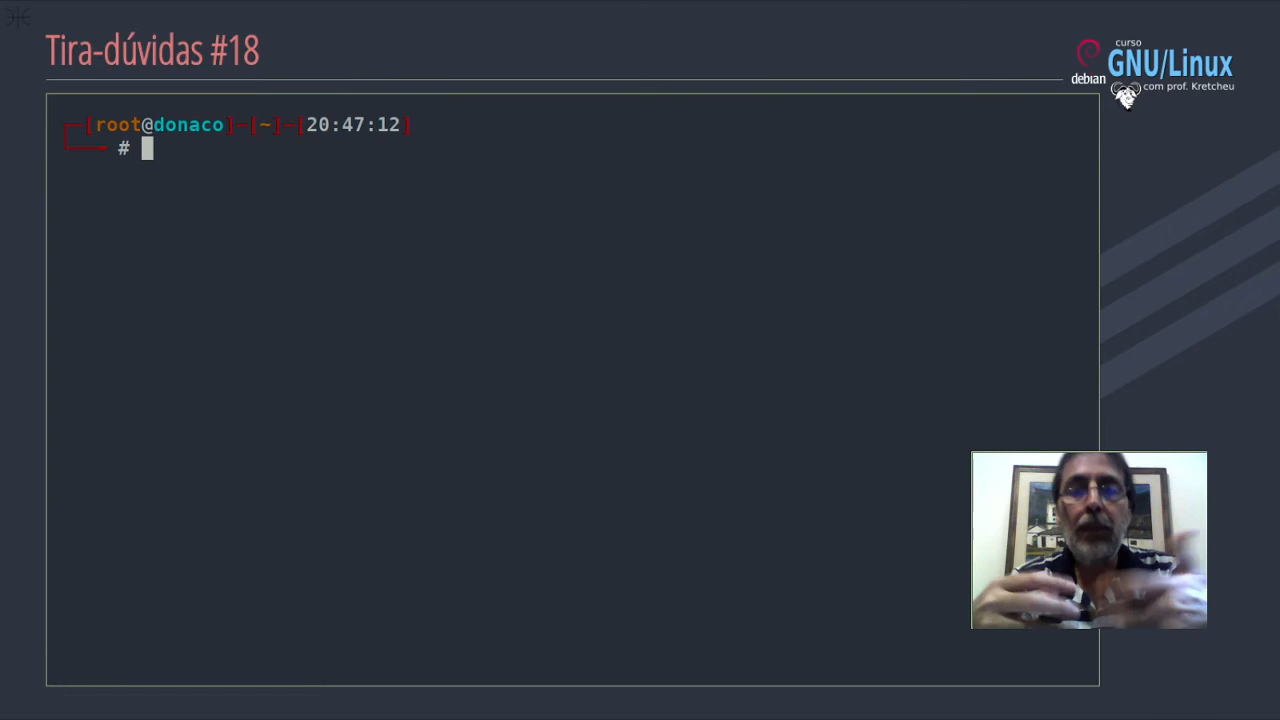 Tira-dúvidas #18
curso
GNU/Linux
debian
com prof. Kretcheu
[root@donaco]-[~]-[20:47:12]
#